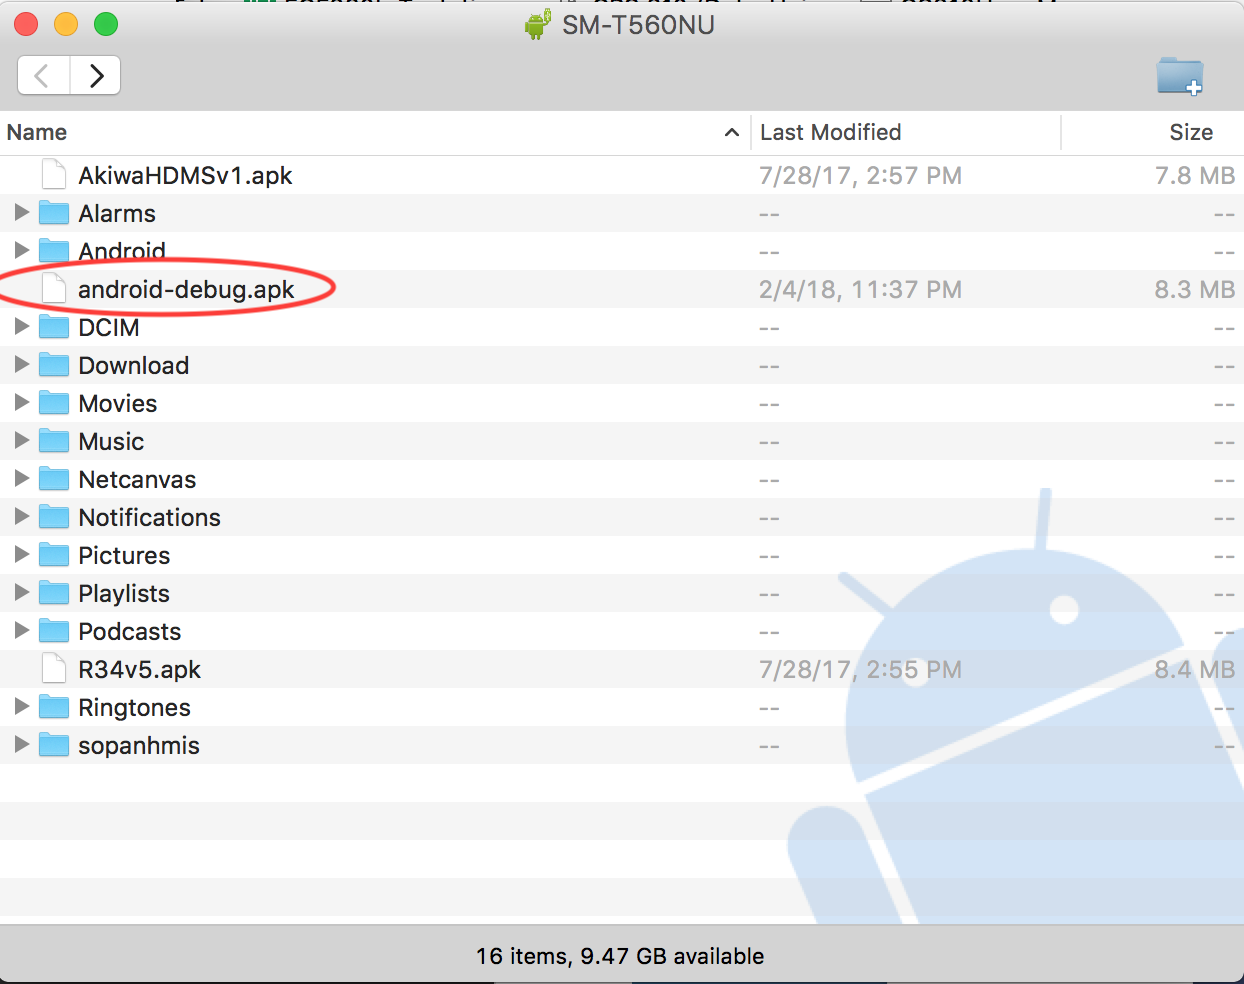 SM-T560NU
Name Last Modified Size
AkiwaHDMSv1.apk 7/28/17, 2:57 PM 7.8 MB
Alarms -- --
Android -- --
android-debug.apk 2/4/18, 11:37 PM 8.3 MB
DCIM -- --
Download -- --
Movies -- --
Music -- --
Netcanvas -- --
Notifications -- --
Pictures -- --
Playlists -- --
Podcasts -- --
R34v5.apk 7/28/17, 2:55 PM 8.4 MB
Ringtones -- --
sopanhmis -- --
16 items, 9.47 GB available